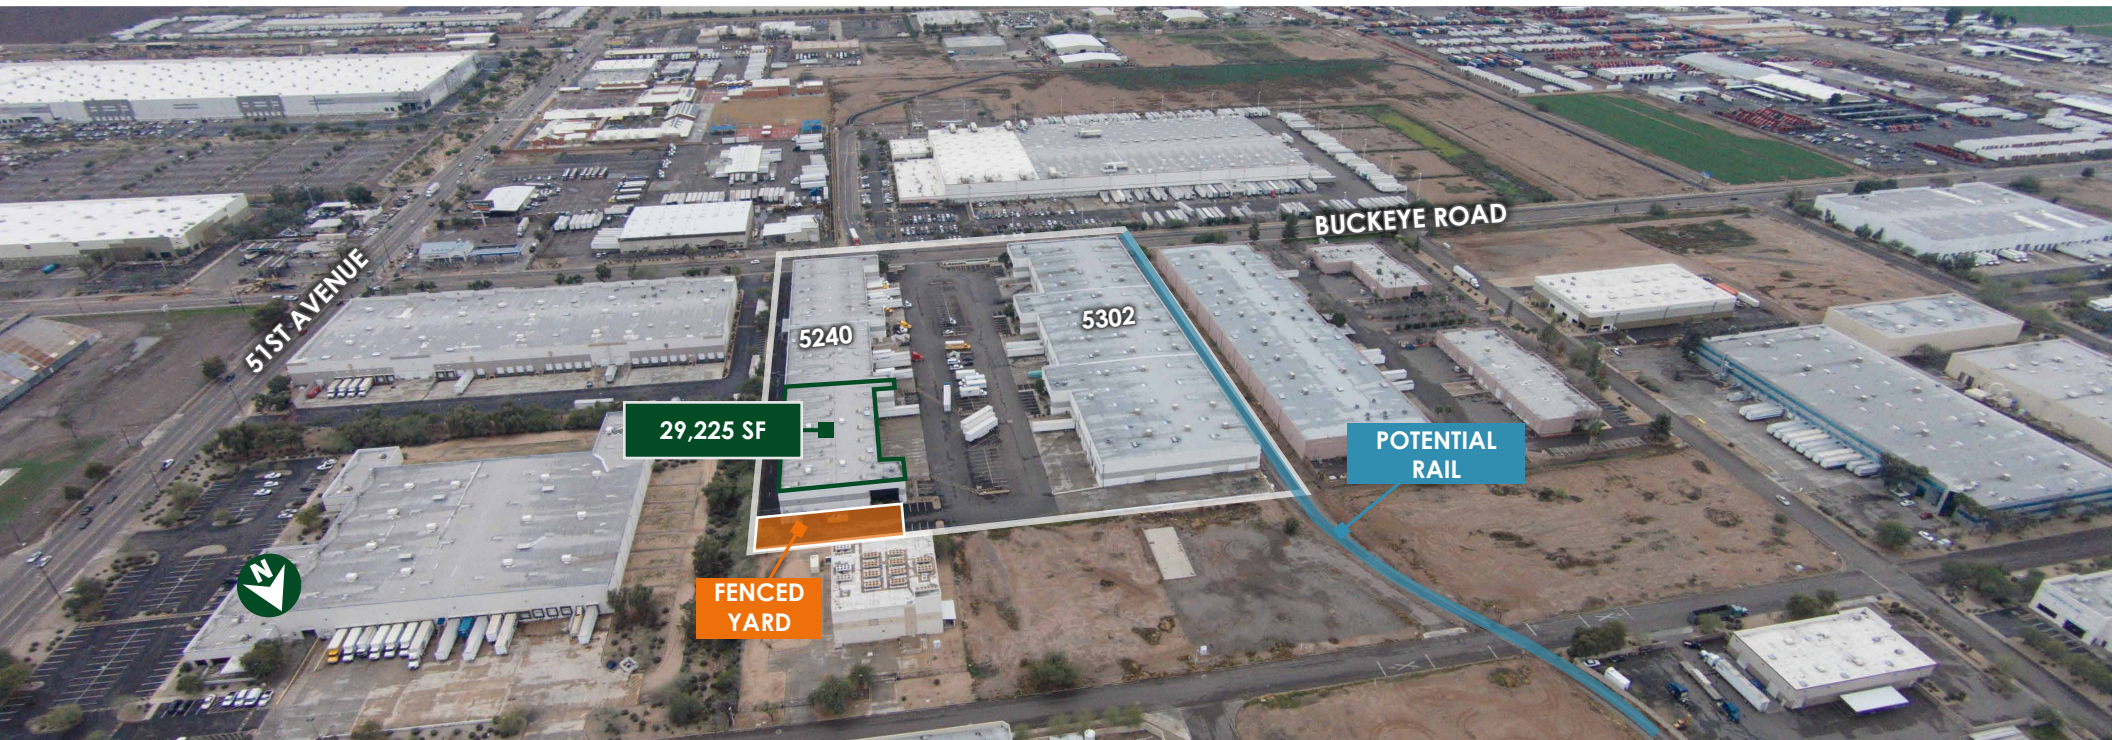 BUCKEYE ROAD
51ST AVENUE
5240
5302
29,225 SF
POTENTIAL
RAIL
FENCED
YARD
N